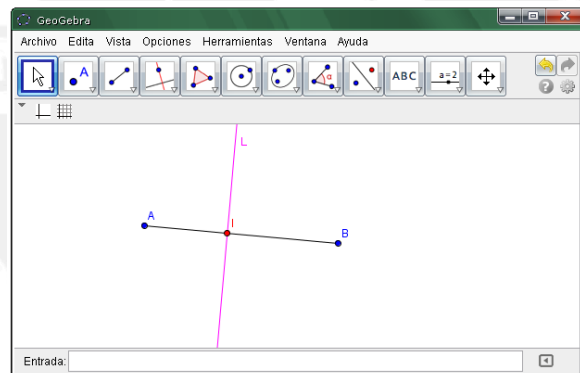 GeoGebra
Archivo Edita Vista Opciones Herramientas Ventana Ayuda
A α ABC a=2
L
A I B
Entrada: